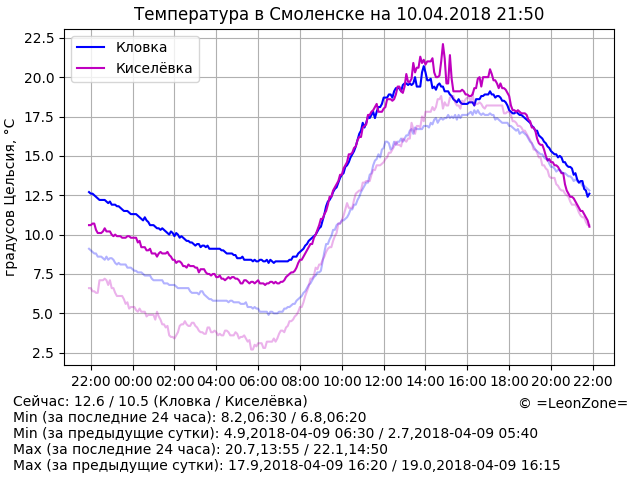 Температура в Смоленске на 10.04.2018 21:50
градусов Цельсия, °C
22.5
20.0
17.5
15.0
12.5
10.0
7.5
5.0
2.5
Кловка
Киселёвка
22:00 00:00 02:00 04:00 06:00 08:00 10:00 12:00 14:00 16:00 18:00 20:00 22:00
Сейчас: 12.6 / 10.5 (Кловка / Киселёвка)
© =LeonZone=
Min (за последние 24 часа): 8.2,06:30 / 6.8,06:20
Min (за предыдущие сутки): 4.9,2018-04-09 06:30 / 2.7,2018-04-09 05:40
Max (за последние 24 часа): 20.7,13:55 / 22.1,14:50
Max (за предыдущие сутки): 17.9,2018-04-09 16:20 / 19.0,2018-04-09 16:15